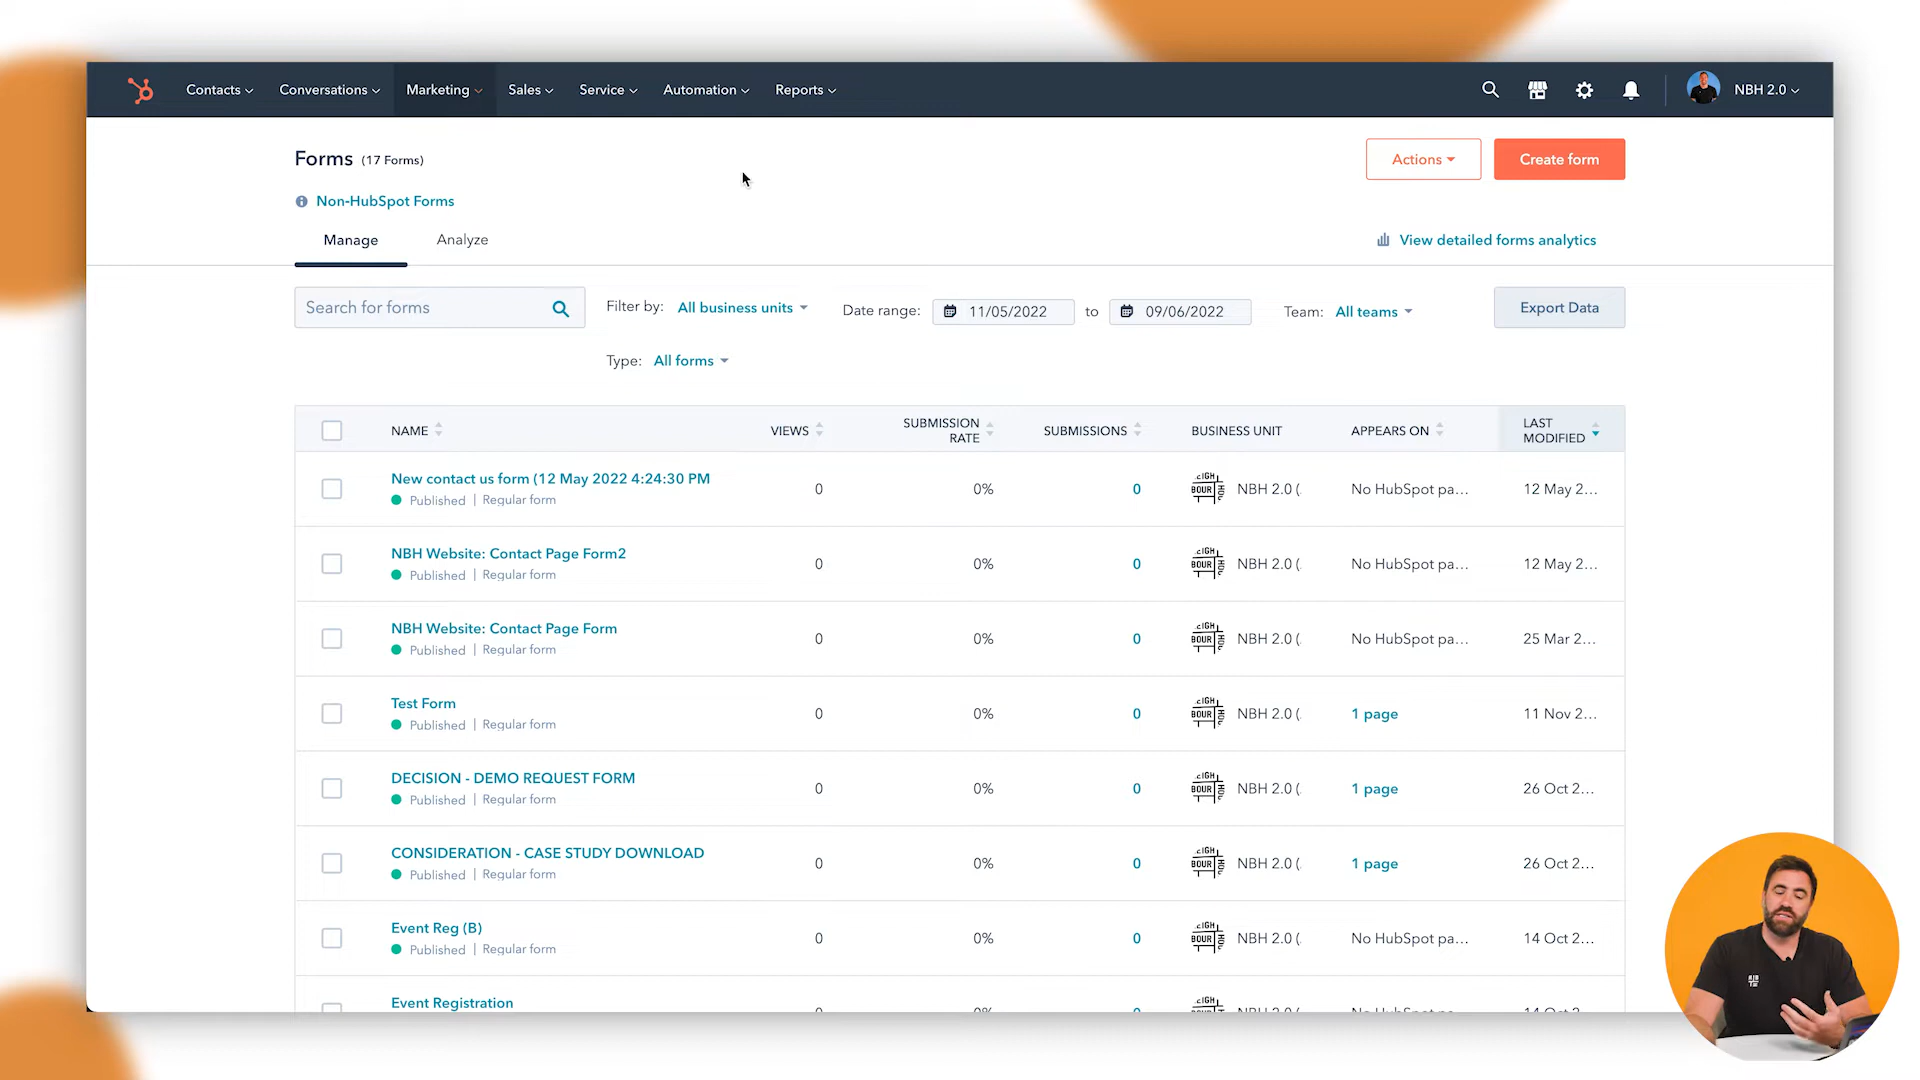 Contacts Conversations Marketing Sales Service Automation Reports NBH 2.0
Forms (17 Forms)
Actions Create form
Non-HubSpot Forms
Manage Analyze View detailed forms analytics
Search for forms Filter by: All business units Date range: 11/05/2022 to 09/06/2022 Team: All teams Export Data
Type: All forms
NAME VIEWS SUBMISSION RATE SUBMISSIONS BUSINESS UNIT APPEARS ON LAST MODIFIED
New contact us form (12 May 2022 4:24:30 PM
Published | Regular form
0 0% 0 NBH 2.0 (. No HubSpot pa... 12 May 2...
NBH Website: Contact Page Form2
Published | Regular form
0 0% 0 NBH 2.0 (. No HubSpot pa... 12 May 2...
NBH Website: Contact Page Form
Published | Regular form
0 0% 0 NBH 2.0 (. No HubSpot pa... 25 Mar 2...
Test Form
Published | Regular form
0 0% 0 NBH 2.0 (. 1 page 11 Nov 2...
DECISION - DEMO REQUEST FORM
Published | Regular form
0 0% 0 NBH 2.0 (. 1 page 26 Oct 2...
CONSIDERATION - CASE STUDY DOWNLOAD
Published | Regular form
0 0% 0 NBH 2.0 (. 1 page 26 Oct 2...
Event Reg (B)
Published | Regular form
0 0% 0 NBH 2.0 (. No HubSpot pa... 14 Oct 2...
Event Registration